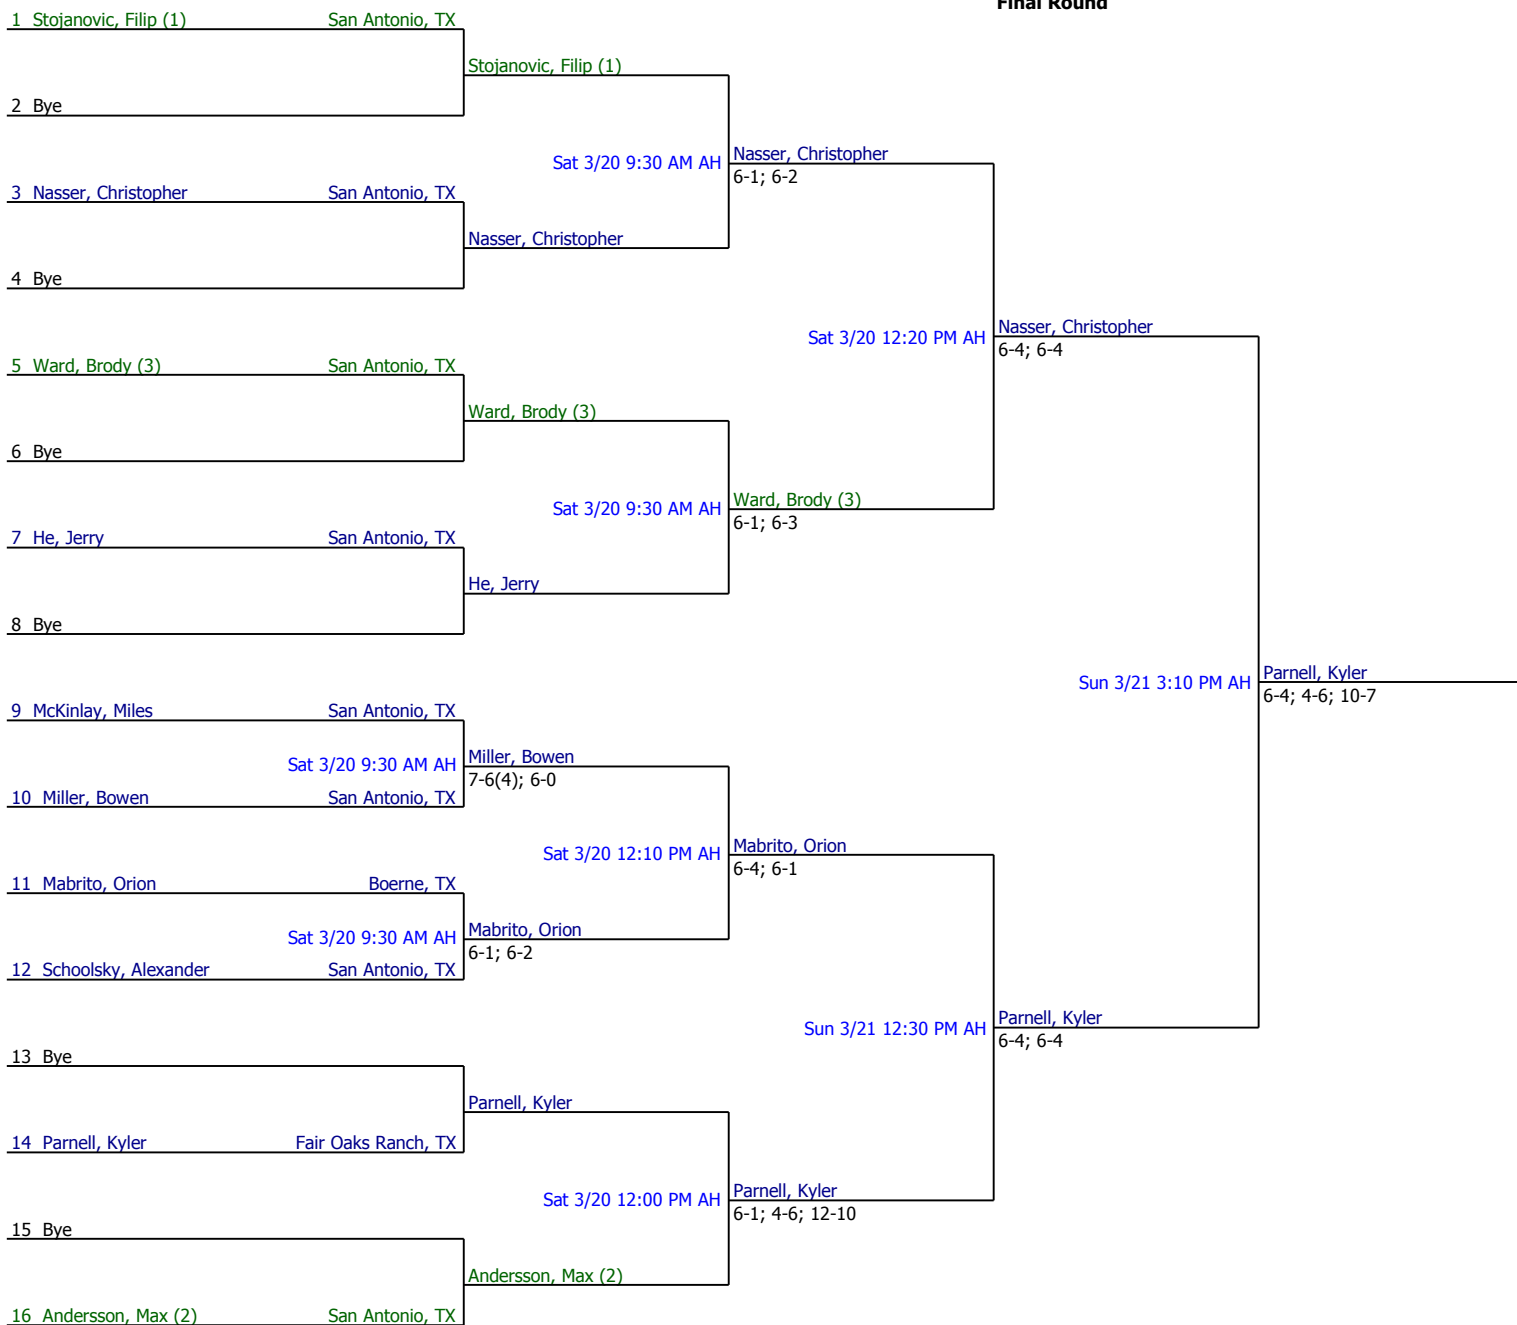 Final Round
1 Stojanovic, Filip (1) San Antonio, TX
Stojanovic, Filip (1)
2 Bye
Sat 3/20 9:30 AM AH Nasser, Christopher
6-1; 6-2
3 Nasser, Christopher San Antonio, TX
Nasser, Christopher
4 Bye
Sat 3/20 12:20 PM AH Nasser, Christopher
6-4; 6-4
5 Ward, Brody (3) San Antonio, TX
Ward, Brody (3)
6 Bye
Sat 3/20 9:30 AM AH Ward, Brody (3)
6-1; 6-3
7 He, Jerry San Antonio, TX
He, Jerry
8 Bye
Sun 3/21 3:10 PM AH Parnell, Kyler
6-4; 4-6; 10-7
9 McKinlay, Miles San Antonio, TX
Sat 3/20 9:30 AM AH Miller, Bowen
7-6(4); 6-0
10 Miller, Bowen San Antonio, TX
Sat 3/20 12:10 PM AH Mabrito, Orion
6-4; 6-1
11 Mabrito, Orion Boerne, TX
Sat 3/20 9:30 AM AH Mabrito, Orion
6-1; 6-2
12 Schoolsky, Alexander San Antonio, TX
Sun 3/21 12:30 PM AH Parnell, Kyler
6-4; 6-4
13 Bye
Parnell, Kyler
14 Parnell, Kyler Fair Oaks Ranch, TX
Sat 3/20 12:00 PM AH Parnell, Kyler
6-1; 4-6; 12-10
15 Bye
Andersson, Max (2)
16 Andersson, Max (2) San Antonio, TX